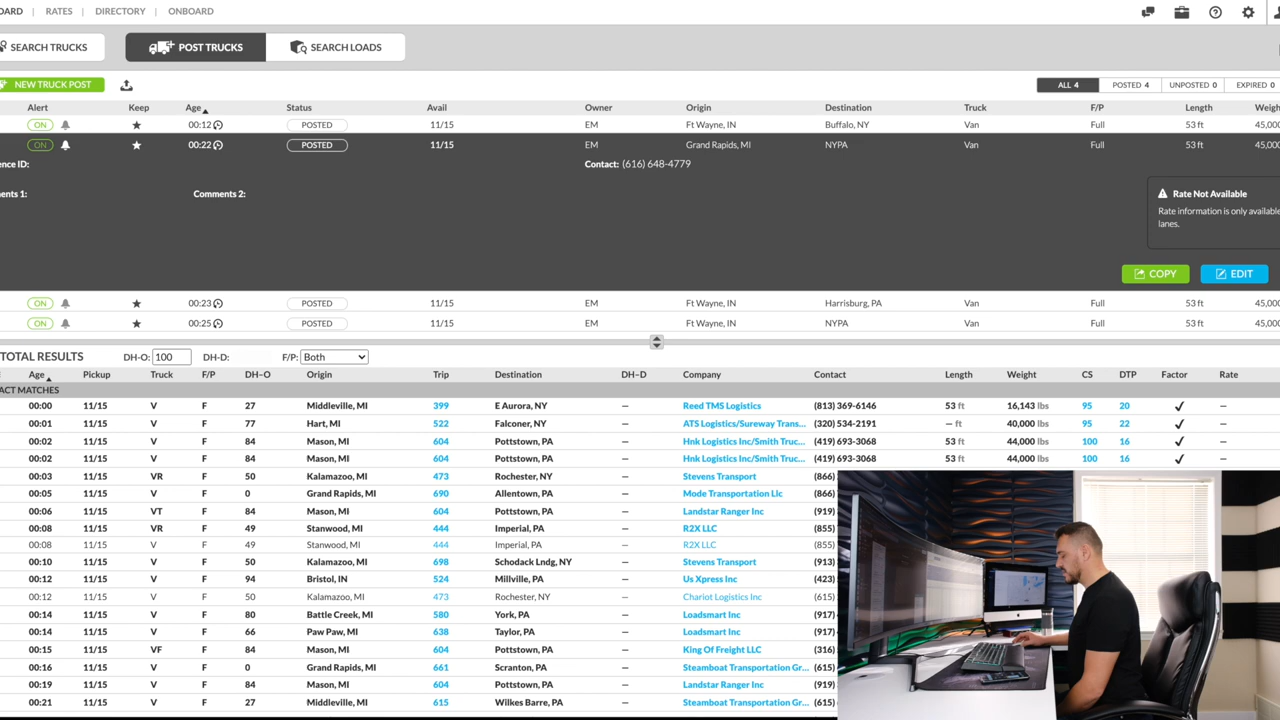 OARD | RATES | DIRECTORY | ONBOARD
SEARCH TRUCKS POST TRUCKS SEARCH LOADS
NEW TRUCK POST ALL 4 POSTED 4 UNPOSTED 0 EXPIRED 0
Alert Keep Age Status Avail Owner Origin Destination Truck F/P Length Weigh
ON 00:12 POSTED 11/15 EM Ft Wayne, IN Buffalo, NY Van Full 53 ft 45,000
ON 00:22 POSTED 11/15 EM Grand Rapids, MI NYPA Van Full 53 ft 45,000
ence ID: Contact: (616) 648-4779
ments 1: Comments 2: Rate Not Available
Rate information is only available
lanes.
COPY EDIT
ON 00:23 POSTED 11/15 EM Ft Wayne, IN Harrisburg, PA Van Full 53 ft 45,000
ON 00:25 POSTED 11/15 EM Ft Wayne, IN NYPA Van Full 53 ft 45,000
TOTAL RESULTS DH-O: 100 DH-D: F/P: Both
Age Pickup Truck F/P DH-O Origin Trip Destination DH-D Company Contact Length Weight CS DTP Factor Rate
ACT MATCHES
00:00 11/15 V F 27 Middleville, MI 399 E Aurora, NY – Reed TMS Logistics (813) 369-6146 53 ft 16,143 lbs 95 20 ✓ –
00:01 11/15 V F 77 Hart, MI 522 Falconer, NY – ATS Logistics/Sureway Trans... (320) 534-2191 – ft 40,000 lbs 95 22 ✓ –
00:02 11/15 V F 84 Mason, MI 604 Pottstown, PA – Hnk Logistics Inc/Smith Truc... (419) 693-3068 53 ft 44,000 lbs 100 16 ✓ –
00:02 11/15 V F 84 Mason, MI 604 Pottstown, PA – Hnk Logistics Inc/Smith Truc... (419) 693-3068 53 ft 44,000 lbs 100 16 ✓ –
00:03 11/15 VR F 50 Kalamazoo, MI 473 Rochester, NY – Stevens Transport (866)
00:05 11/15 V F 0 Grand Rapids, MI 690 Allentown, PA – Mode Transportation Llc (866)
00:06 11/15 VT F 84 Mason, MI 604 Pottstown, PA – Landstar Ranger Inc (919)
00:08 11/15 VR F 49 Stanwood, MI 444 Imperial, PA – R2X LLC (855)
00:08 11/15 V F 49 Stanwood, MI 444 Imperial, PA – R2X LLC (855)
00:10 11/15 V F 50 Kalamazoo, MI 698 Schodack Lndg, NY – Stevens Transport (913)
00:12 11/15 V F 94 Bristol, IN 524 Millville, PA – Us Xpress Inc (423)
00:12 11/15 V F 50 Kalamazoo, MI 473 Rochester, NY – Chariot Logistics Inc (615)
00:14 11/15 V F 80 Battle Creek, MI 580 York, PA – Loadsmart Inc (917)
00:14 11/15 V F 66 Paw Paw, MI 638 Taylor, PA – Loadsmart Inc (917)
00:15 11/15 VF F 84 Mason, MI 604 Pottstown, PA – King Of Freight LLC (316)
00:16 11/15 V F 0 Grand Rapids, MI 661 Scranton, PA – Steamboat Transportation Gr... (615)
00:19 11/15 V F 84 Mason, MI 604 Pottstown, PA – Landstar Ranger Inc (919)
00:21 11/15 V F 27 Middleville, MI 615 Wilkes Barre, PA – Steamboat Transportation Gr... (615)